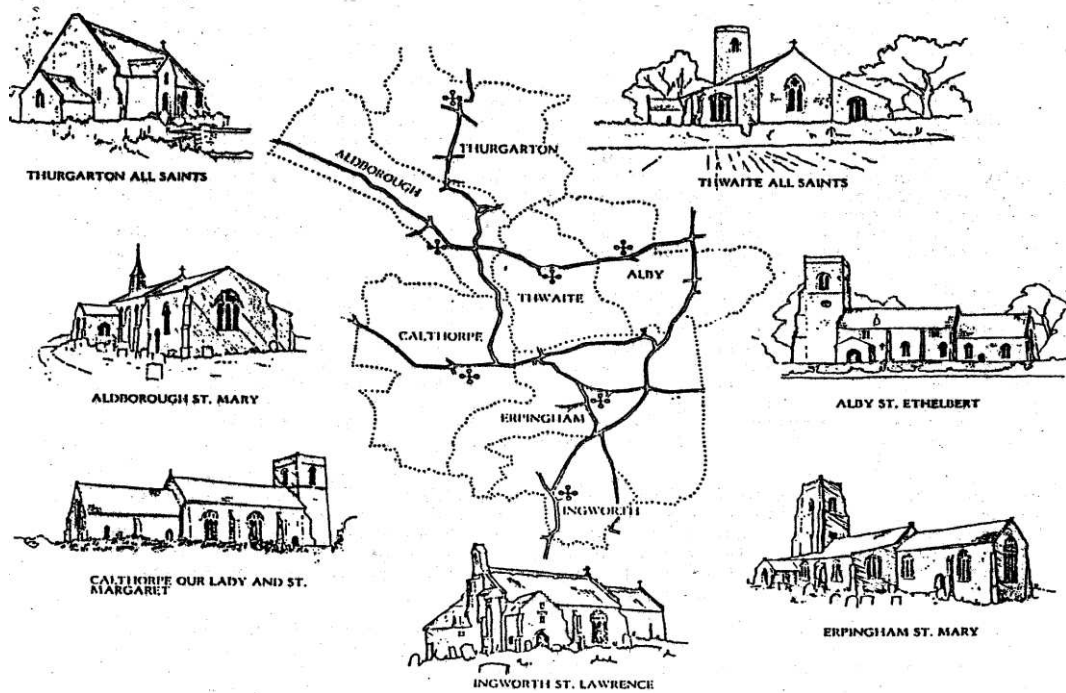 THURGARTON
THURGARTON ALL SAINTS
THWAITE ALL SAINTS
ALDBOROUGH
THWAITE
ALBY
CALTHORPE
ALDBOROUGH ST. MARY
ALBY ST. ETHELBERT
ERPINGHAM
INGWORTH
CALTHORPE OUR LADY AND ST.
MARGARET
ERPINGHAM ST. MARY
INGWORTH ST. LAWRENCE